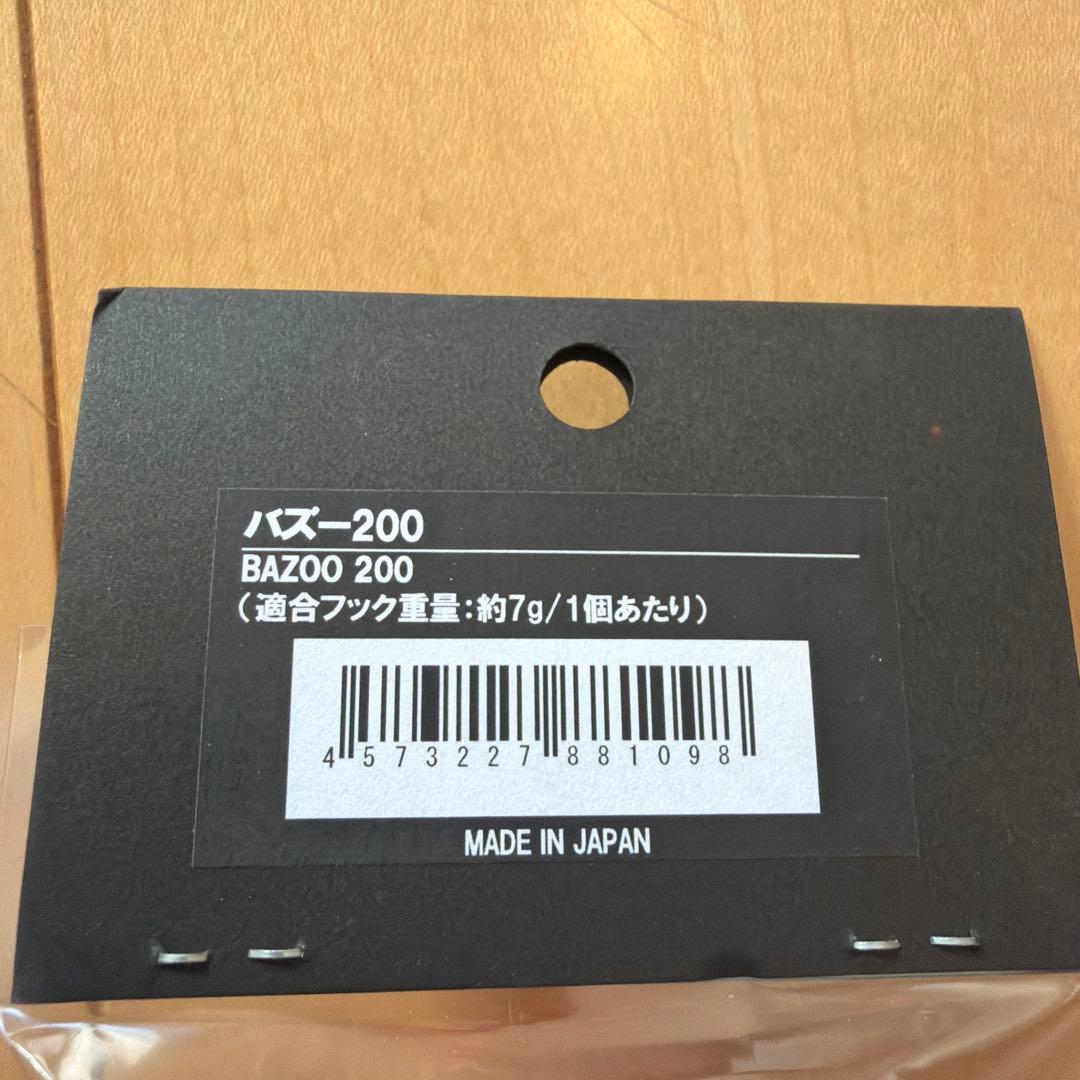 バズー200
BAZOO 200
（適合フック重量：約7g/1個あたり）
4 573227 881098
MADE IN JAPAN